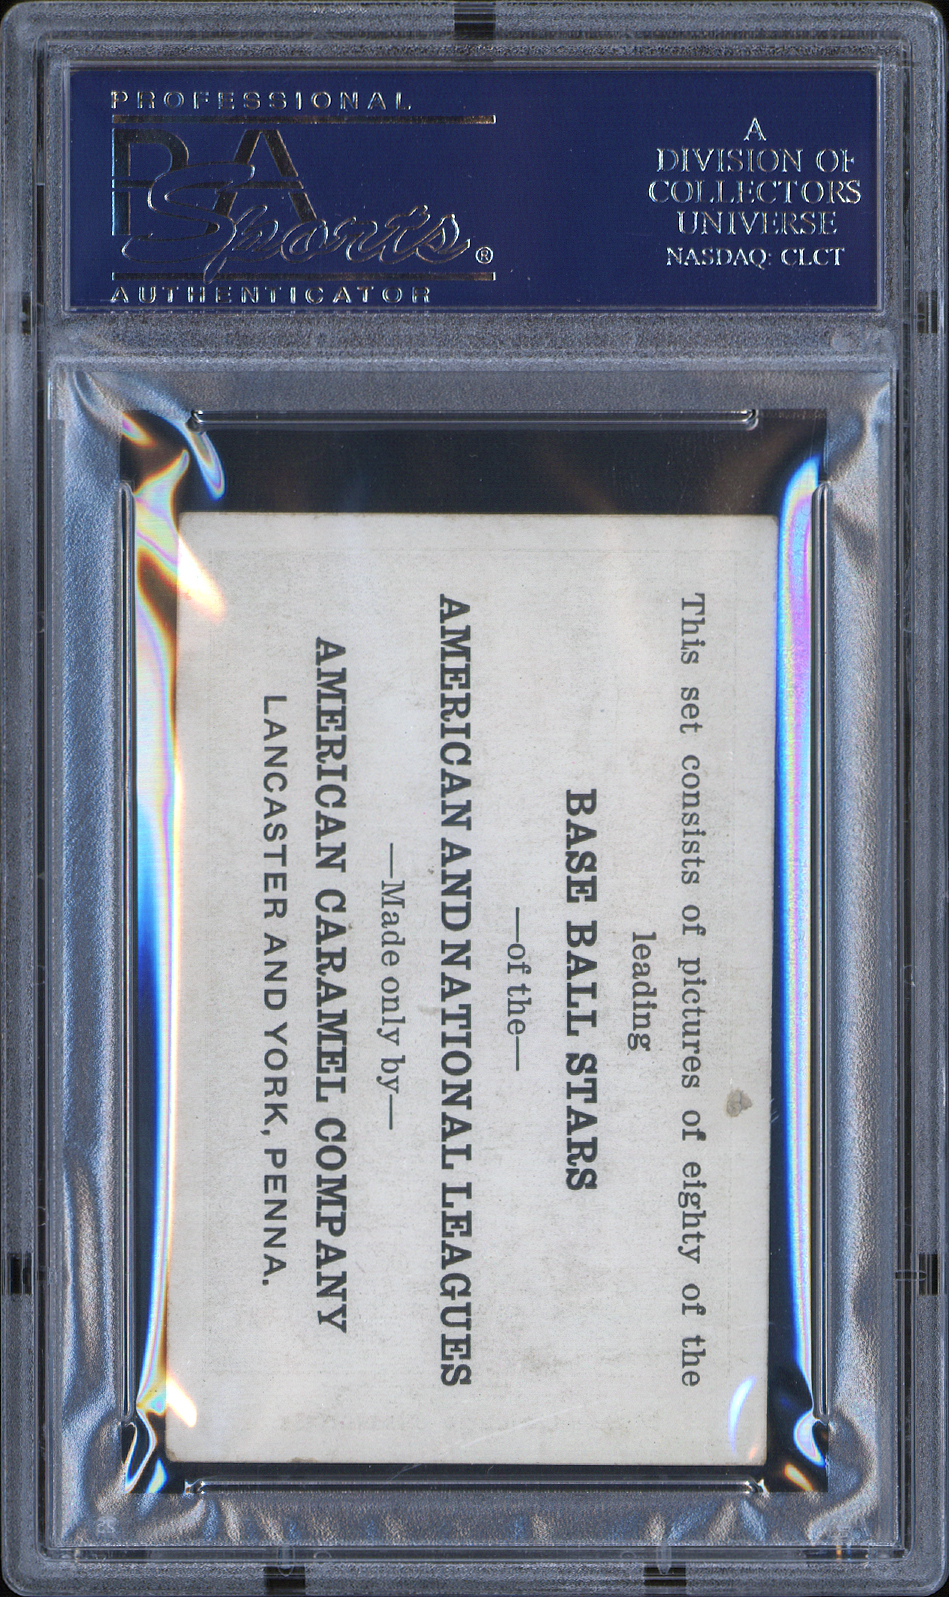 PROFESSIONAL
PSA
Sports®
AUTHENTICATOR
A
DIVISION OF
COLLECTORS
UNIVERSE
NASDAQ: CLCT
This set consists of pictures of eighty of the
leading
BASE BALL STARS
—of the—
AMERICAN AND NATIONAL LEAGUES
—Made only by—
AMERICAN CARAMEL COMPANY
LANCASTER AND YORK, PENNA.